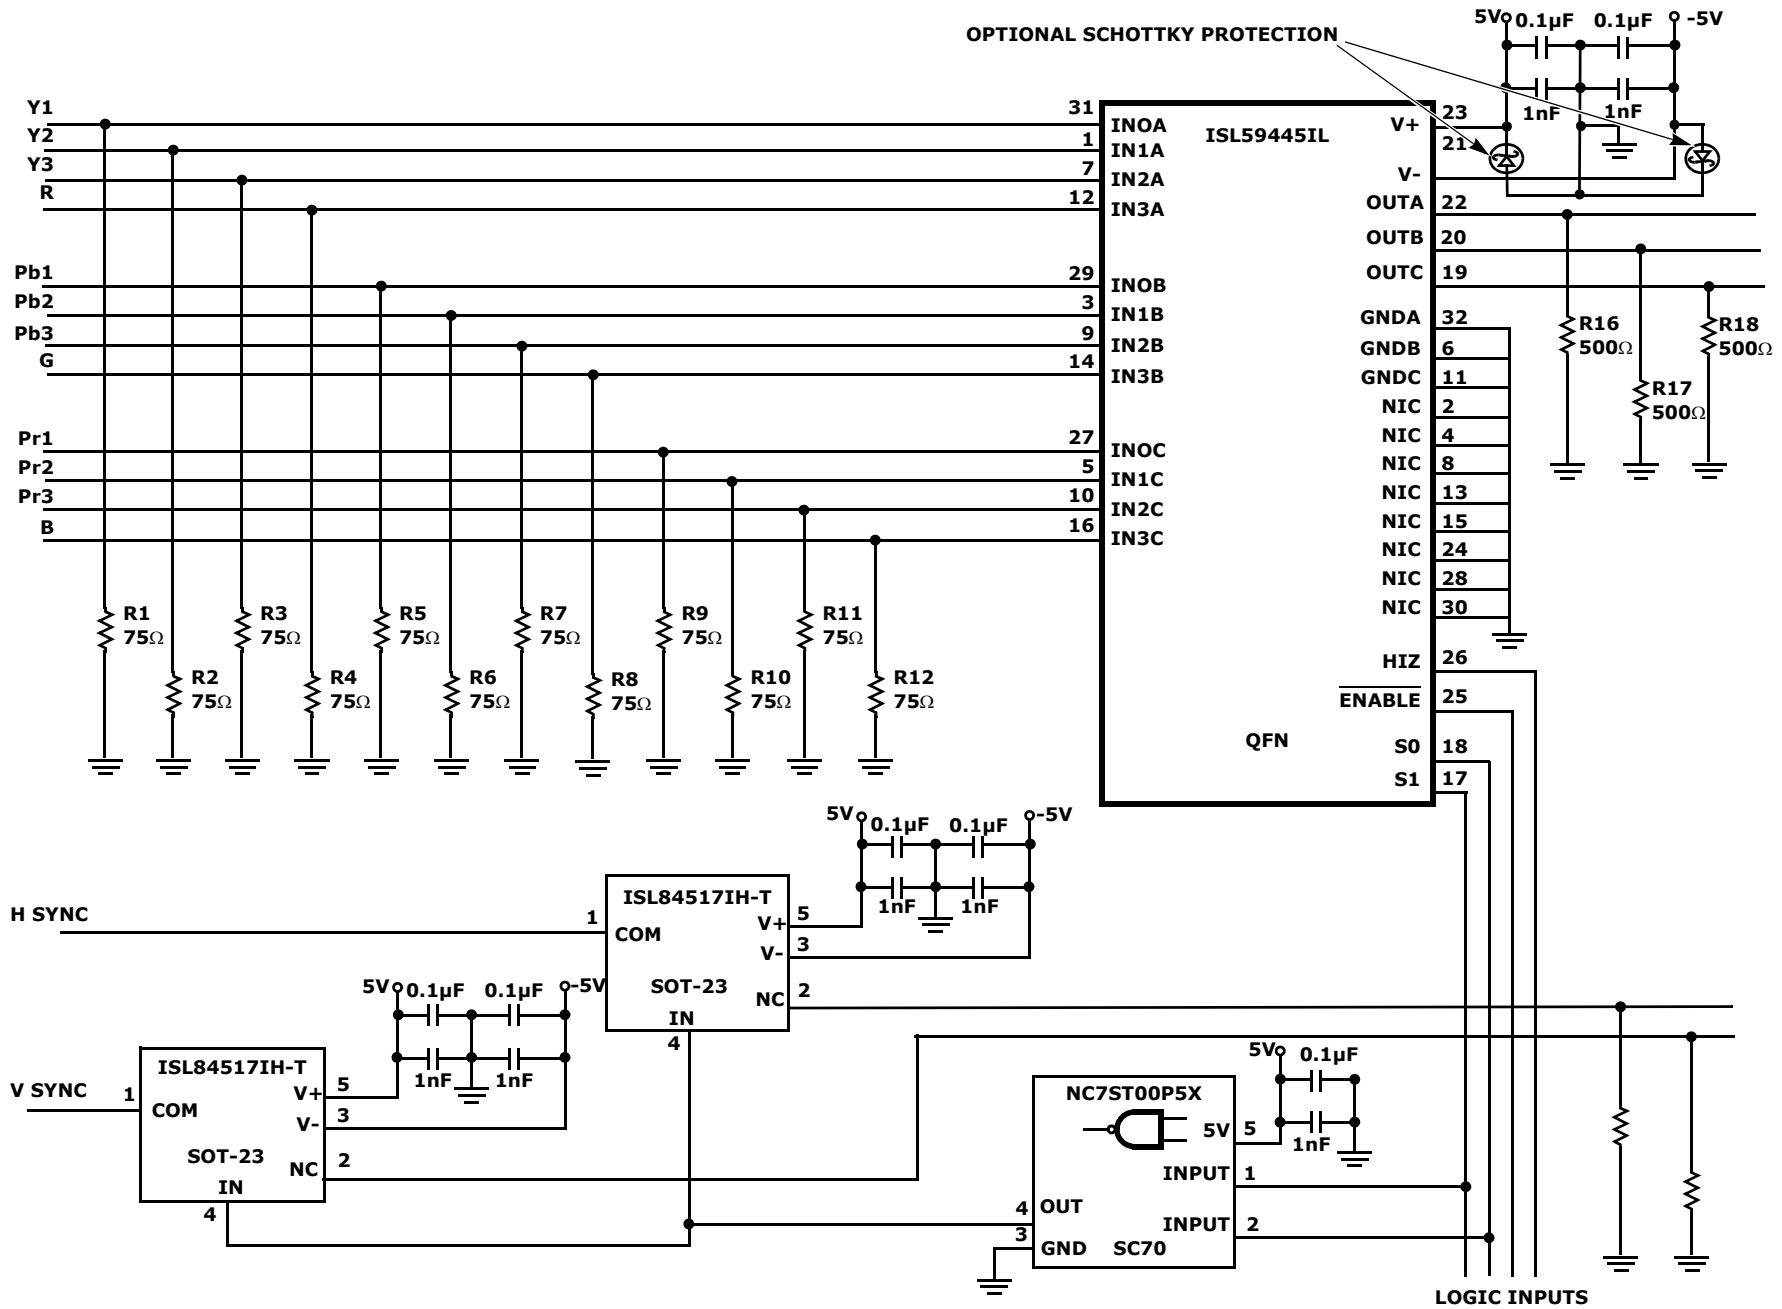 OPTIONAL SCHOTTKY PROTECTION
5V 0.1µF 0.1µF -5V
1nF 1nF
Y1
Y2
Y3
R
Pb1
Pb2
Pb3
G
Pr1
Pr2
Pr3
B
31 INOA
1 IN1A
7 IN2A
12 IN3A
29 INOB
3 IN1B
9 IN2B
14 IN3B
27 INOC
5 IN1C
10 IN2C
16 IN3C
ISL59445IL
QFN
V+ 23
V- 21
OUTA 22
OUTB 20
OUTC 19
GNDA 32
GNDB 6
GNDC 11
NIC 2
NIC 4
NIC 8
NIC 13
NIC 15
NIC 24
NIC 28
NIC 30
HIZ 26
ENABLE 25
S0 18
S1 17
R16
500Ω
R17
500Ω
R18
500Ω
R1
75Ω
R2
75Ω
R3
75Ω
R4
75Ω
R5
75Ω
R6
75Ω
R7
75Ω
R8
75Ω
R9
75Ω
R10
75Ω
R11
75Ω
R12
75Ω
5V 0.1µF 0.1µF -5V
1nF 1nF
H SYNC
1 COM
ISL84517IH-T
V+ 5
V- 3
SOT-23
NC 2
IN
4
5V 0.1µF 0.1µF -5V
1nF 1nF
V SYNC
1 COM
ISL84517IH-T
V+ 5
V- 3
SOT-23
NC 2
IN
4
5V 0.1µF
1nF
NC7ST00P5X
5V 5
INPUT 1
4 OUT
INPUT 2
3 GND
SC70
LOGIC INPUTS